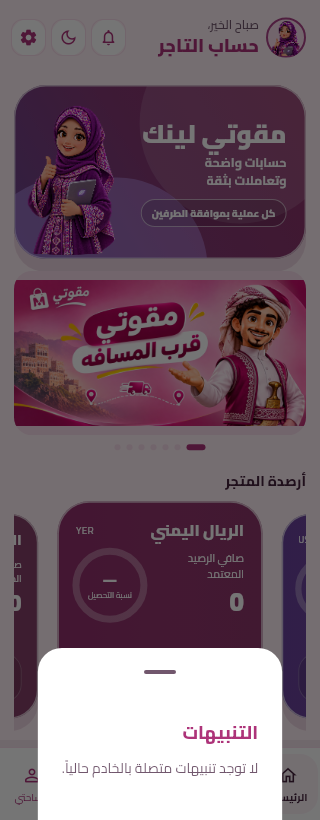 صباح الخير،
حساب التاجر
مقوتي لينك
حسابات واضحة
وتعاملات بثقة
كل عملية بموافقة الطرفين
مقوتي
مقوتي
قرب المسافه
أرصدة المتجر
الريال اليمني
YER
صافي الرصيد
المعتمد
0
—
نسبة التحصيل
التنبيهات
لا توجد تنبيهات متصلة بالخادم حالياً.